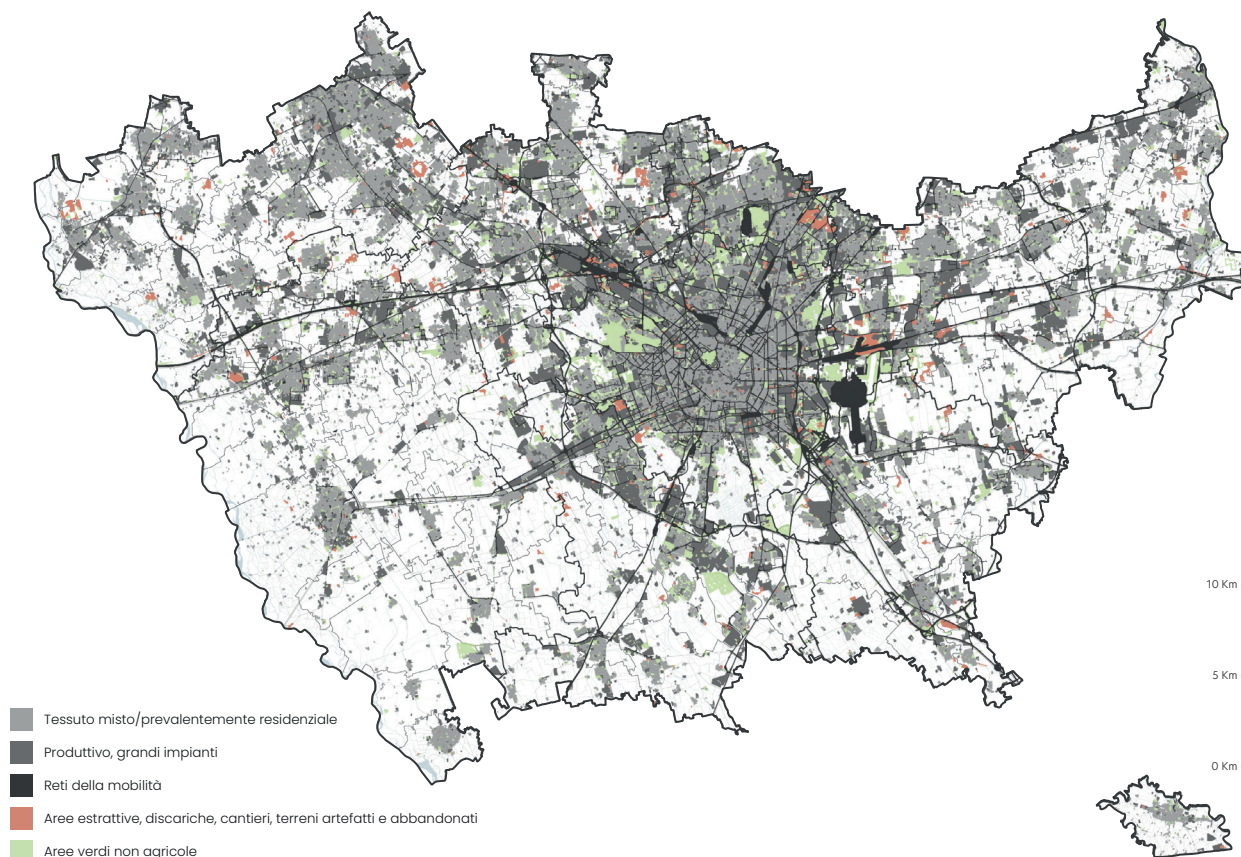 10 Km
5 Km
0 Km
Tessuto misto/prevalentemente residenziale
Produttivo, grandi impianti
Reti della mobilità
Aree estrattive, discariche, cantieri, terreni artefatti e abbandonati
Aree verdi non agricole